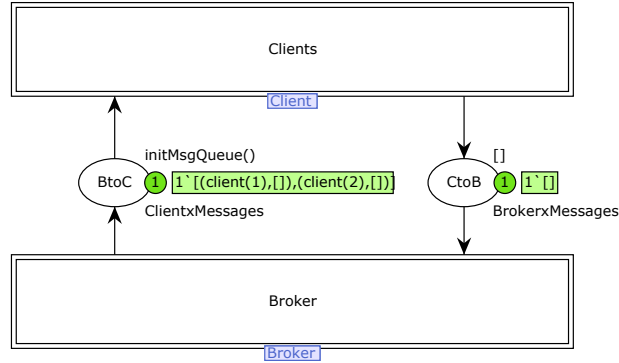 Clients
Client
initMsgQueue()
[]
BtoC
1
1`[(client(1),[]),(client(2),[])]
CtoB
1
1`[]
ClientxMessages
BrokerxMessages
Broker
Broker